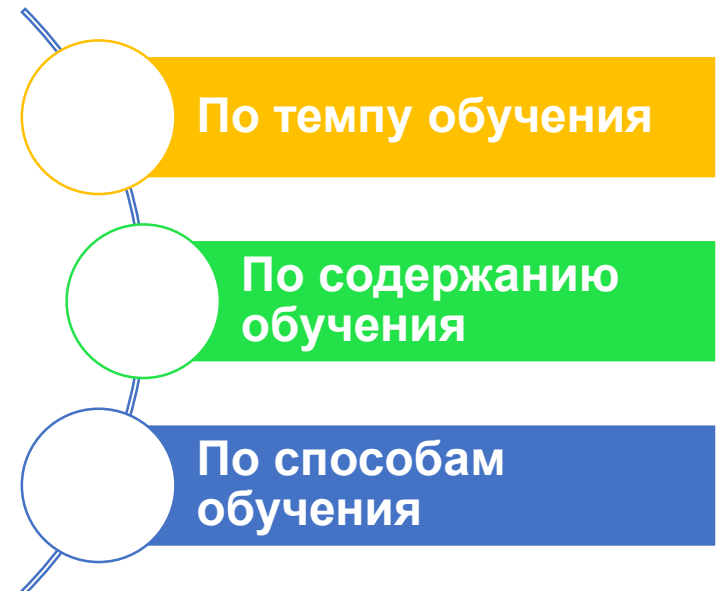 По темпу обучения
По содержанию
обучения
По способам
обучения